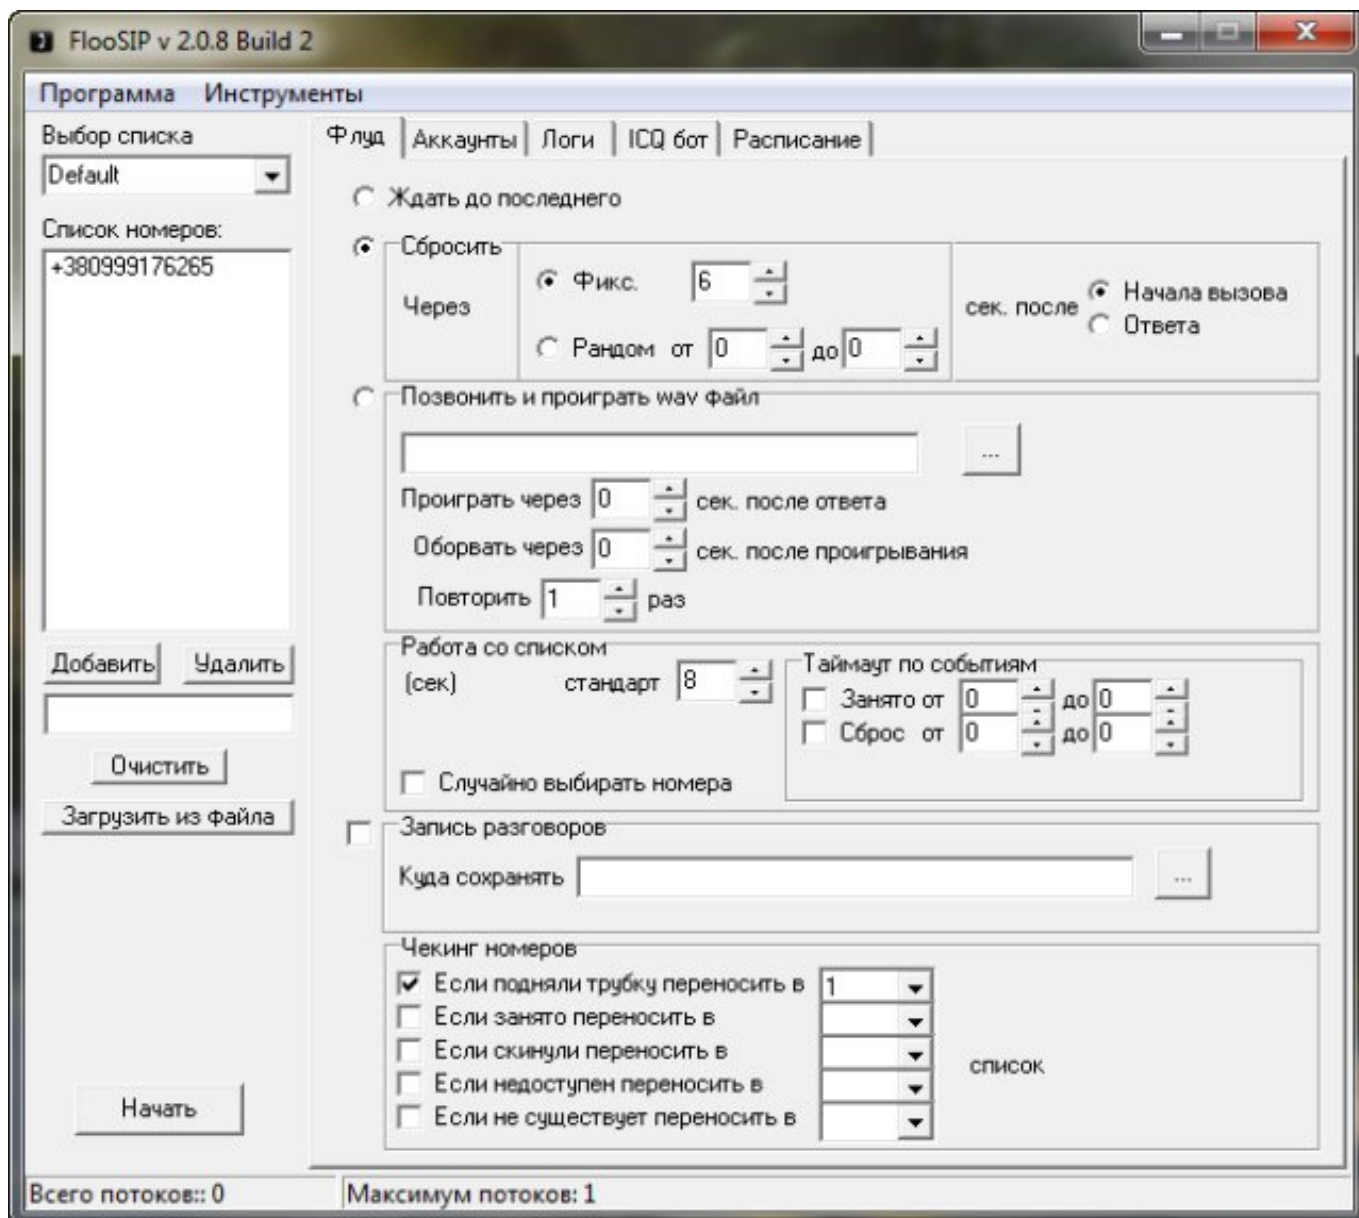 FlooSIP v 2.0.8 Build 2
Программа Инструменты
Выбор списка
Default
Список номеров:
+380999176265
Добавить Удалить
Очистить
Загрузить из файла
Начать
Флуд Аккаунты Логи ICQ бот Расписание
Ждать до последнего
Сбросить
Через
Фикс. 6
Рандом от 0 до 0
сек. после
Начала вызова
Ответа
Позвонить и проиграть wav файл
...
Проиграть через 0 сек. после ответа
Оборвать через 0 сек. после проигрывания
Повторить 1 раз
Работа со списком
(сек) стандарт 8
Таймаут по событиям
Занято от 0 до 0
Сброс от 0 до 0
Случайно выбирать номера
Запись разговоров
Куда сохранять ...
Чекинг номеров
Если подняли трубку переносить в 1
Если занято переносить в
Если скинули переносить в
список
Если недоступен переносить в
Если не существует переносить в
Всего потоков:: 0 Максимум потоков: 1